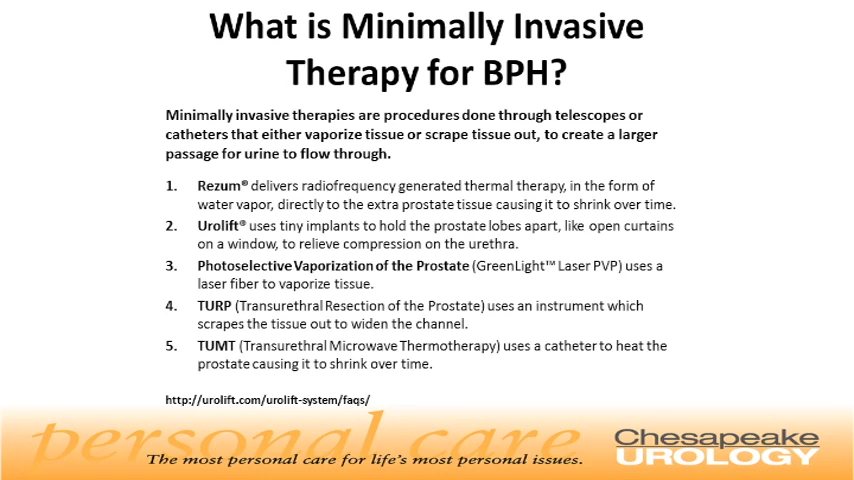 What is Minimally Invasive
Therapy for BPH?
Minimally invasive therapies are procedures done through telescopes or
catheters that either vaporize tissue or scrape tissue out, to create a larger
passage for urine to flow through.
1. Rezum® delivers radiofrequency generated thermal therapy, in the form of
water vapor, directly to the extra prostate tissue causing it to shrink over time.
2. Urolift® uses tiny implants to hold the prostate lobes apart, like open curtains
on a window, to relieve compression on the urethra.
3. Photoselective Vaporization of the Prostate (GreenLight™ Laser PVP) uses a
laser fiber to vaporize tissue.
4. TURP (Transurethral Resection of the Prostate) uses an instrument which
scrapes the tissue out to widen the channel.
5. TUMT (Transurethral Microwave Thermotherapy) uses a catheter to heat the
prostate causing it to shrink over time.
http://urolift.com/urolift-system/faqs/
personal care
The most personal care for life's most personal issues.
Chesapeake
UROLOGY